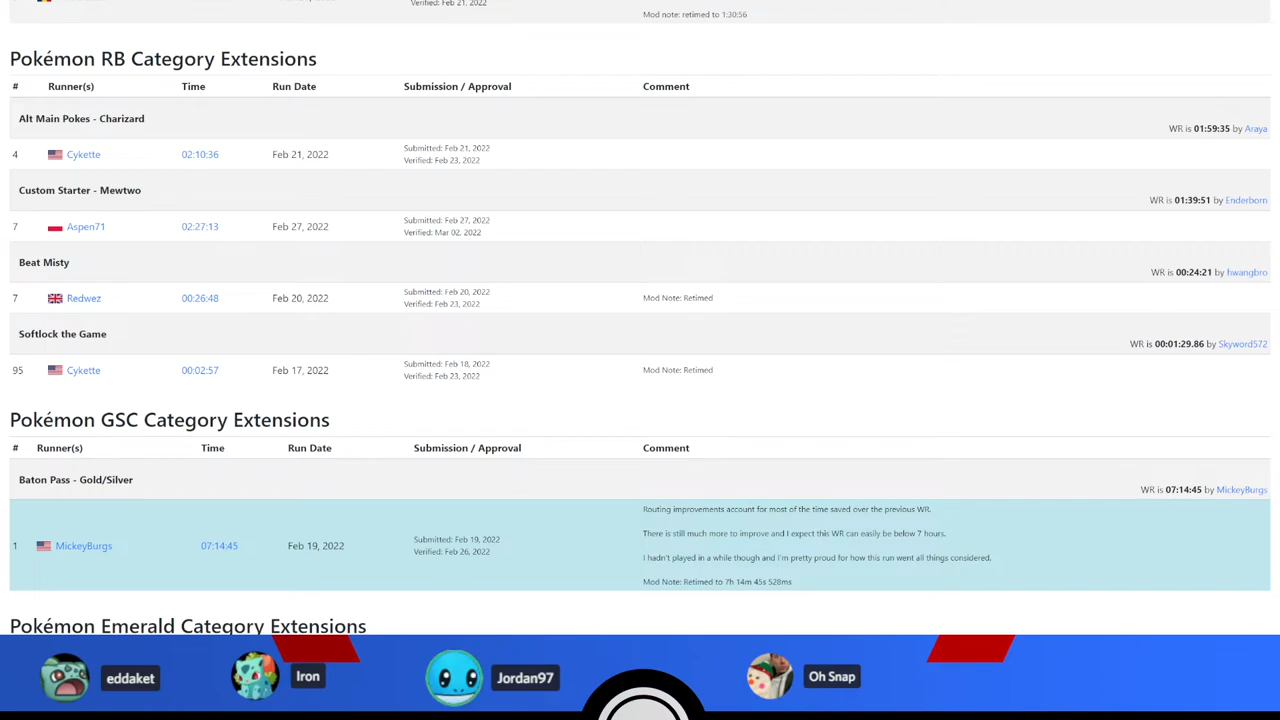 Verified: Feb 21, 2022
Mod note: retimed to 1:30:56
Pokémon RB Category Extensions
# Runner(s) Time Run Date Submission / Approval Comment
Alt Main Pokes - Charizard
WR is 01:59:35 by Araya
4 Cykette 02:10:36 Feb 21, 2022 Submitted: Feb 21, 2022
Verified: Feb 23, 2022
Custom Starter - Mewtwo
WR is 01:39:51 by Enderborn
7 Aspen71 02:27:13 Feb 27, 2022 Submitted: Feb 27, 2022
Verified: Mar 02, 2022
Beat Misty
WR is 00:24:21 by hwangbro
7 Redwez 00:26:48 Feb 20, 2022 Submitted: Feb 20, 2022
Verified: Feb 23, 2022
Mod Note: Retimed
Softlock the Game
WR is 00:01:29.86 by Skyword572
95 Cykette 00:02:57 Feb 17, 2022 Submitted: Feb 18, 2022
Verified: Feb 23, 2022
Mod Note: Retimed
Pokémon GSC Category Extensions
# Runner(s) Time Run Date Submission / Approval Comment
Baton Pass - Gold/Silver
WR is 07:14:45 by MickeyBurgs
1 MickeyBurgs 07:14:45 Feb 19, 2022 Submitted: Feb 19, 2022
Verified: Feb 26, 2022
Routing improvements account for most of the time saved over the previous WR.
There is still much more to improve and I expect this WR can easily be below 7 hours.
I hadn't played in a while though and I'm pretty proud for how this run went all things considered.
Mod Note: Retimed to 7h 14m 45s 528ms
Pokémon Emerald Category Extensions
eddaket Iron Jordan97 Oh Snap